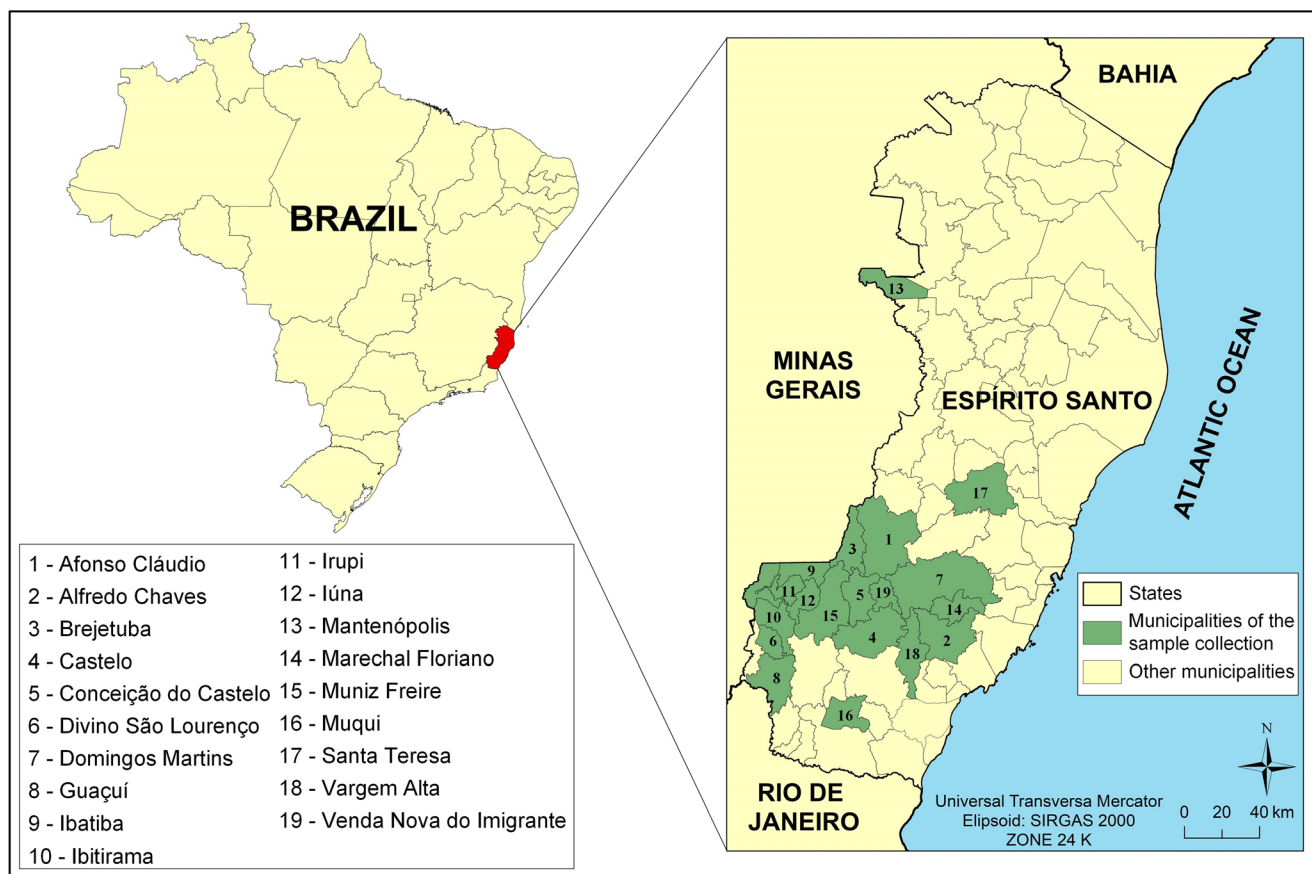 BRAZIL
1 - Afonso Cláudio
2 - Alfredo Chaves
3 - Brejetuba
4 - Castelo
5 - Conceição do Castelo
6 - Divino São Lourenço
7 - Domingos Martins
8 - Guaçuí
9 - Ibatiba
10 - Ibitirama
11 - Irupi
12 - Iúna
13 - Mantenópolis
14 - Marechal Floriano
15 - Muniz Freire
16 - Muqui
17 - Santa Teresa
18 - Vargem Alta
19 - Venda Nova do Imigrante
BAHIA
13
MINAS
GERAIS
ESPÍRITO SANTO
ATLANTIC OCEAN
17
1
3
9
7
11
12
5
19
14
10
15
4
2
6
18
8
16
States
Municipalities of the
sample collection
Other municipalities
RIO DE
JANEIRO
Universal Transversa Mercator
Elipsoid: SIRGAS 2000
ZONE 24 K
N
0 20 40 km